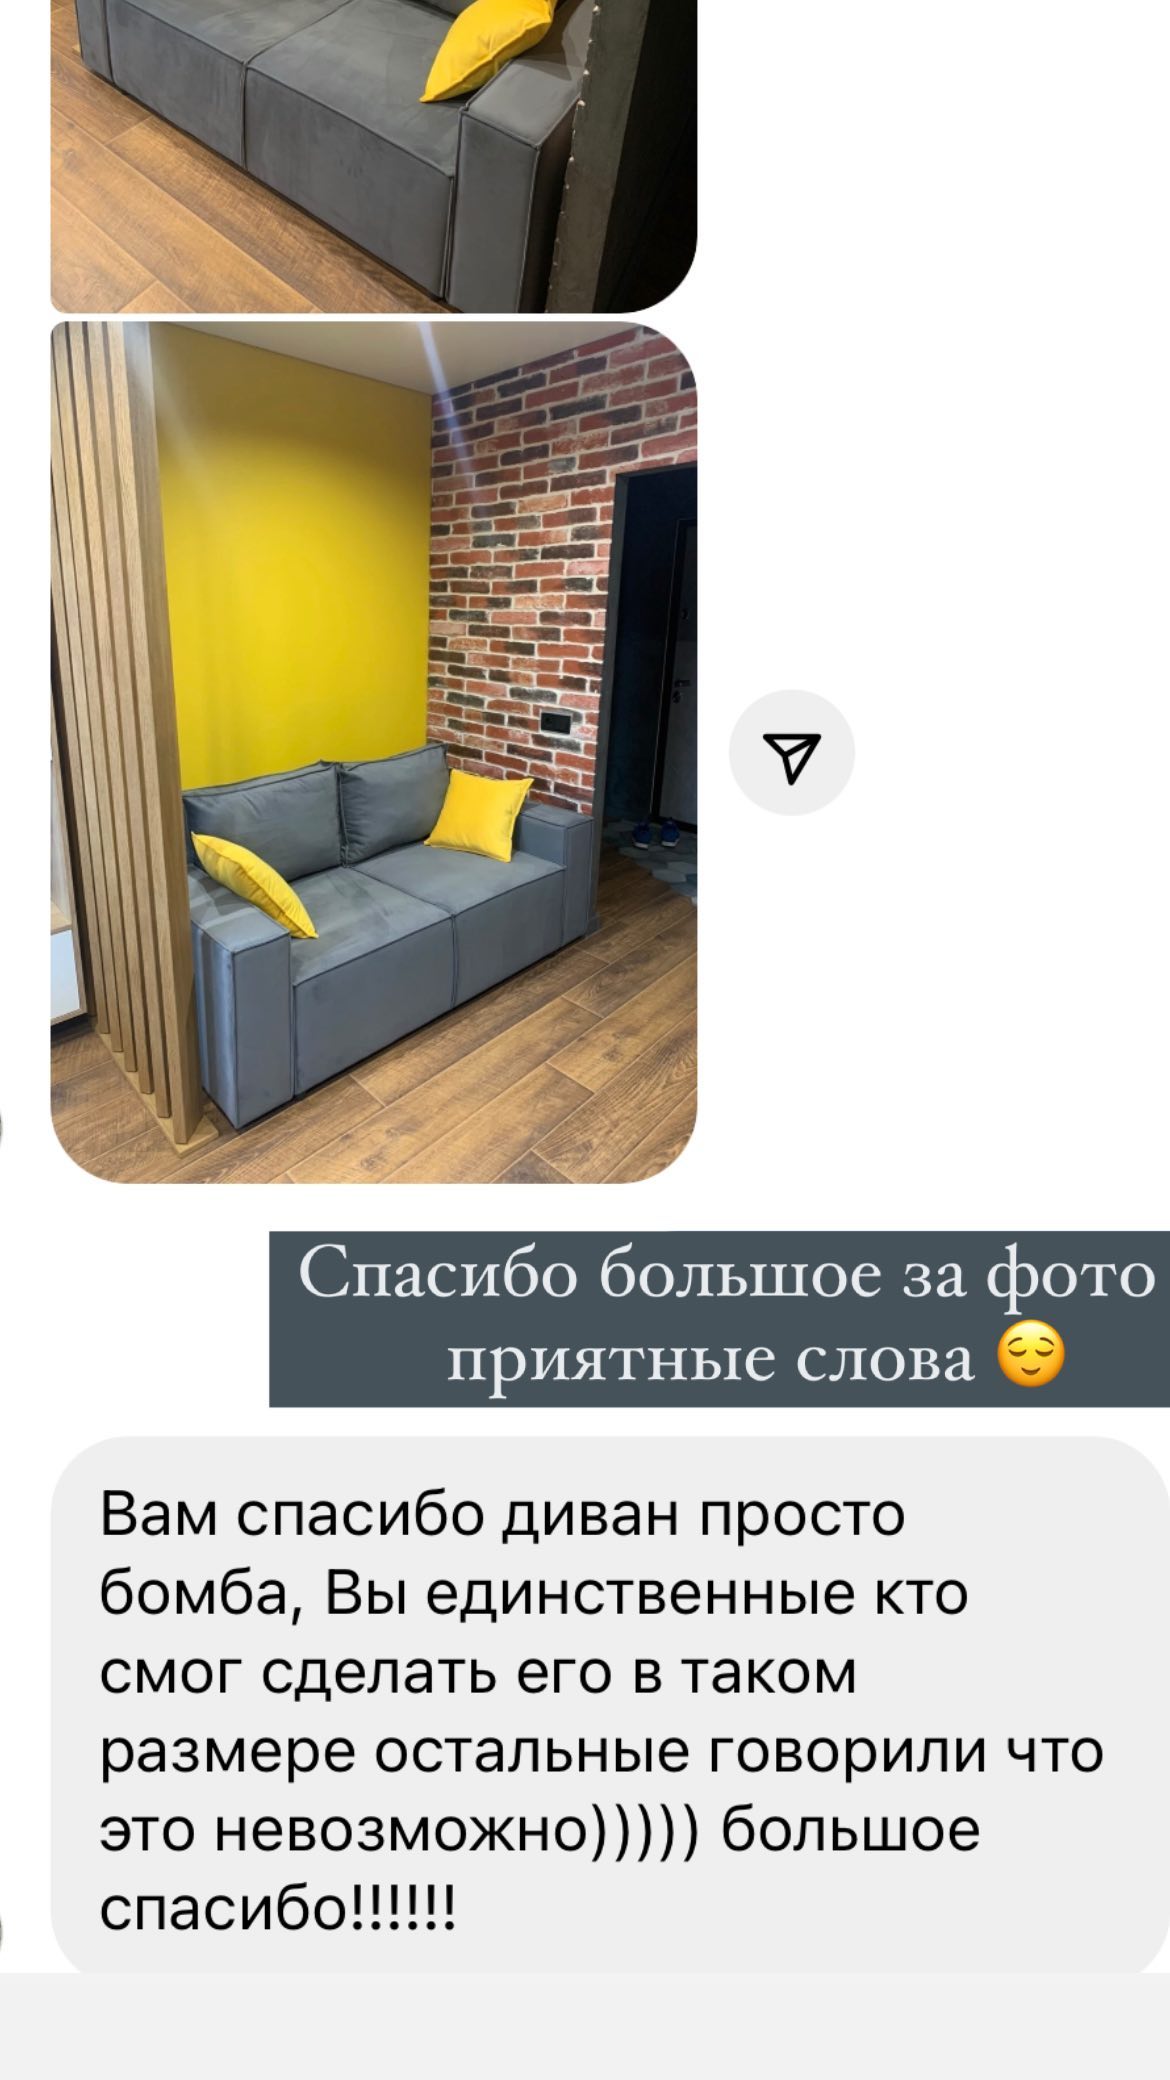 Спасибо большое за фото
приятные слова 😌
Вам спасибо диван просто
бомба, Вы единственные кто
смог сделать его в таком
размере остальные говорили что
это невозможно))))) большое
спасибо!!!!!!